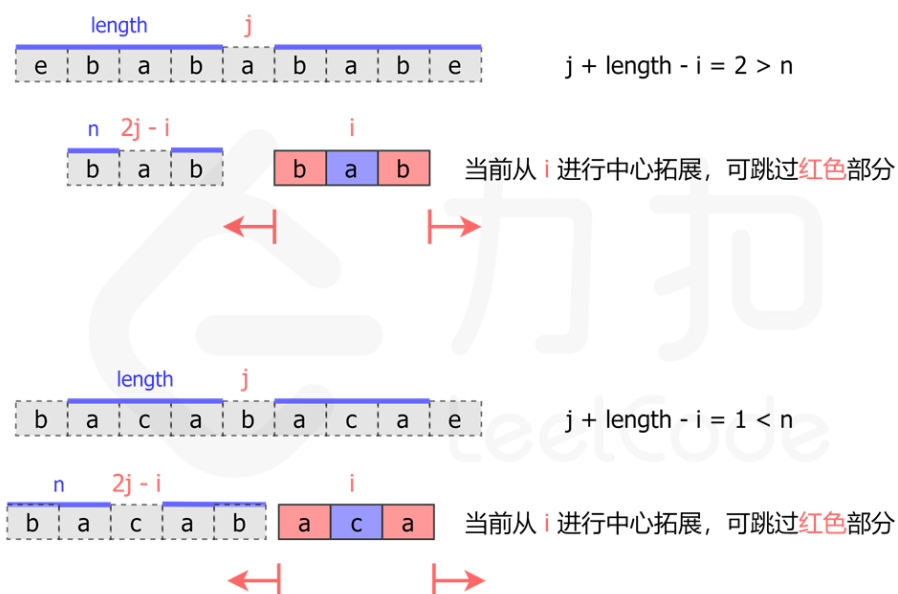 length j
e b a b a b a b e j + length - i = 2 > n
n 2j - i i
b a b b a b 当前从 i 进行中心拓展，可跳过红色部分
力扣
length j
b a c a b a c a e j + length - i = 1 < n
LeetCode
n 2j - i i
b a c a b a c a 当前从 i 进行中心拓展，可跳过红色部分